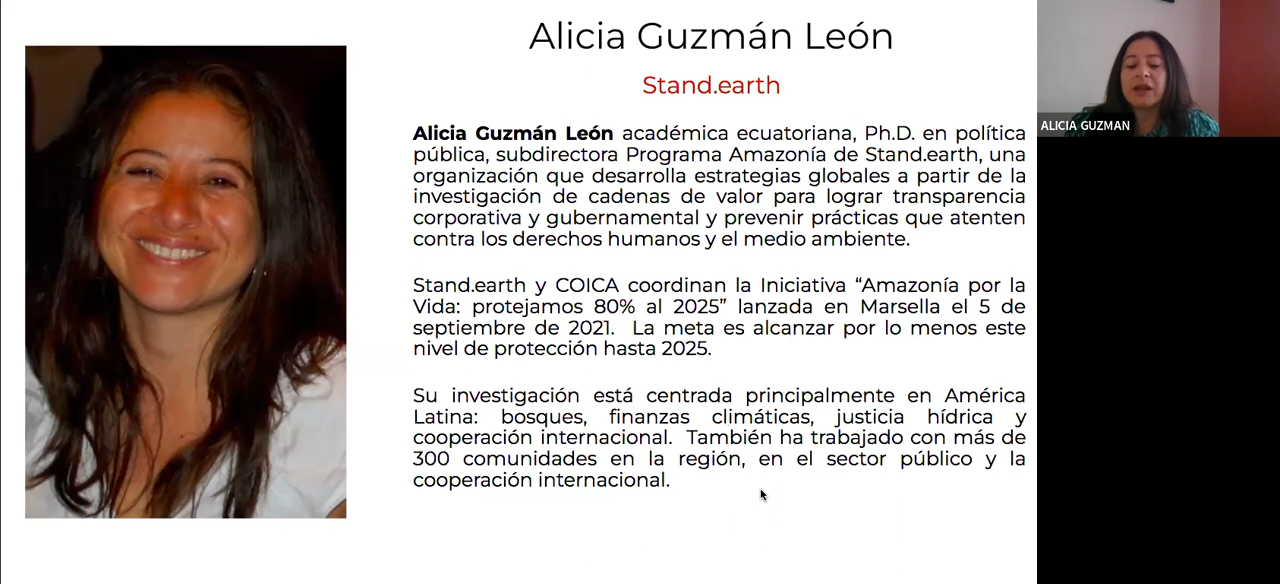 Alicia Guzmán León
Stand.earth
Alicia Guzmán León académica ecuatoriana, Ph.D. en política
pública, subdirectora Programa Amazonía de Stand.earth, una
organización que desarrolla estrategias globales a partir de la
investigación de cadenas de valor para lograr transparencia
corporativa y gubernamental y prevenir prácticas que atenten
contra los derechos humanos y el medio ambiente.
Stand.earth y COICA coordinan la Iniciativa “Amazonía por la
Vida: protejamos 80% al 2025” lanzada en Marsella el 5 de
septiembre de 2021. La meta es alcanzar por lo menos este
nivel de protección hasta 2025.
Su investigación está centrada principalmente en América
Latina: bosques, finanzas climáticas, justicia hídrica y
cooperación internacional. También ha trabajado con más de
300 comunidades en la región, en el sector público y la
cooperación internacional.
ALICIA GUZMAN